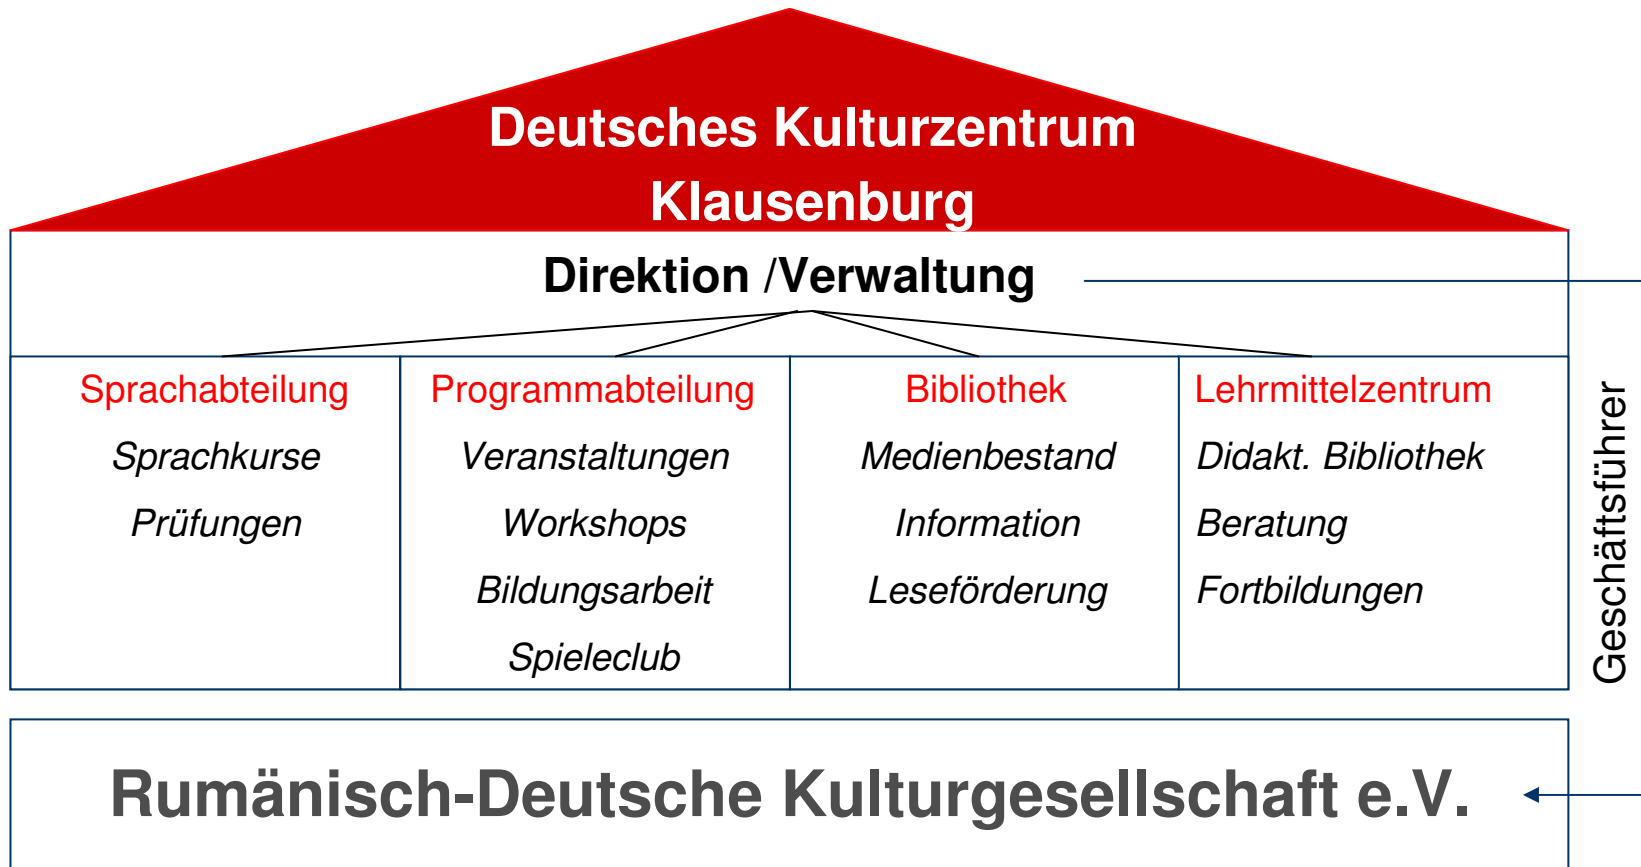 Deutsches Kulturzentrum
Klausenburg
Direktion /Verwaltung
Sprachabteilung
Sprachkurse
Prüfungen
Programmabteilung
Veranstaltungen
Workshops
Bildungsarbeit
Spieleclub
Bibliothek
Medienbestand
Information
Leseförderung
Lehrmittelzentrum
Didakt. Bibliothek
Beratung
Fortbildungen
Geschäftsführer
Rumänisch-Deutsche Kulturgesellschaft e.V.